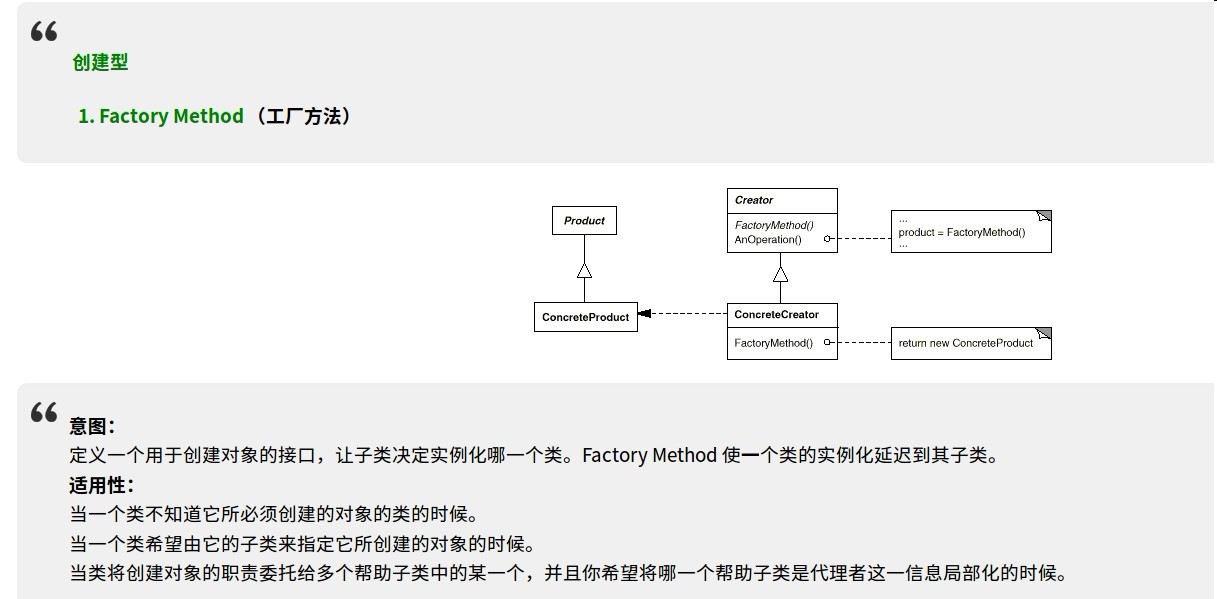 创建型
1. Factory Method（工厂方法）
Product
ConcreteProduct
Creator
FactoryMethod()
AnOperation()
...
product = FactoryMethod()
...
ConcreteCreator
FactoryMethod()
return new ConcreteProduct
意图：
定义一个用于创建对象的接口，让子类决定实例化哪一个类。Factory Method 使一个类的实例化延迟到其子类。
适用性：
当一个类不知道它所必须创建的对象的类的时候。
当一个类希望由它的子类来指定它所创建的对象的时候。
当类将创建对象的职责委托给多个帮助子类中的某一个，并且你希望将哪一个帮助子类是代理者这一信息局部化的时候。